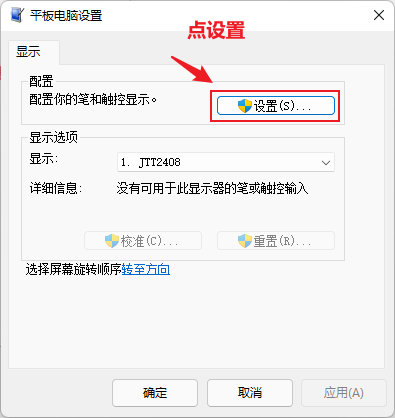 平板电脑设置
点设置
显示
配置
配置你的笔和触控显示。
设置(S)...
显示选项
显示:
1. JTT2408
详细信息:
没有可用于此显示器的笔或触控输入
校准(C)...
重置(R)...
选择屏幕旋转顺序转至方向
确定
取消
应用(A)